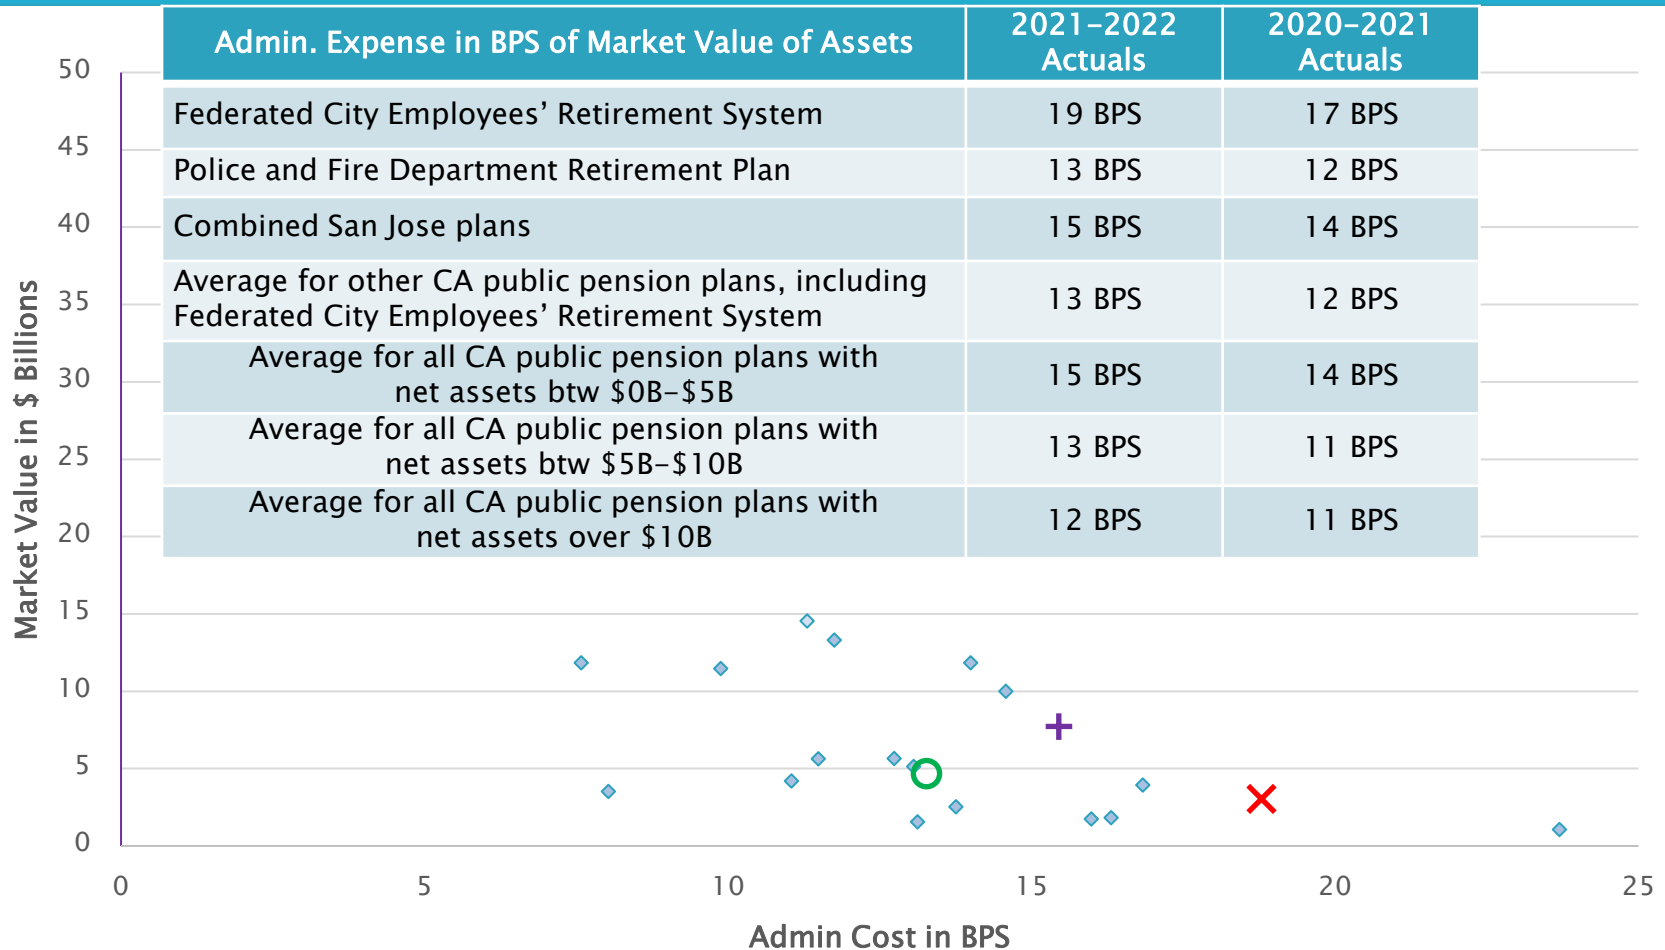 Admin. Expense in BPS of Market Value of Assets
2021-2022
Actuals
2020-2021
Actuals
Federated City Employees’ Retirement System
19 BPS
17 BPS
Police and Fire Department Retirement Plan
13 BPS
12 BPS
Combined San Jose plans
15 BPS
14 BPS
Average for other CA public pension plans, including
Federated City Employees’ Retirement System
13 BPS
12 BPS
Average for all CA public pension plans with
net assets btw $0B-$5B
15 BPS
14 BPS
Average for all CA public pension plans with
net assets btw $5B-$10B
13 BPS
11 BPS
Average for all CA public pension plans with
net assets over $10B
12 BPS
11 BPS
Market Value in $ Billions
50
45
40
35
30
25
20
15
10
5
0
0
5
10
15
20
25
Admin Cost in BPS